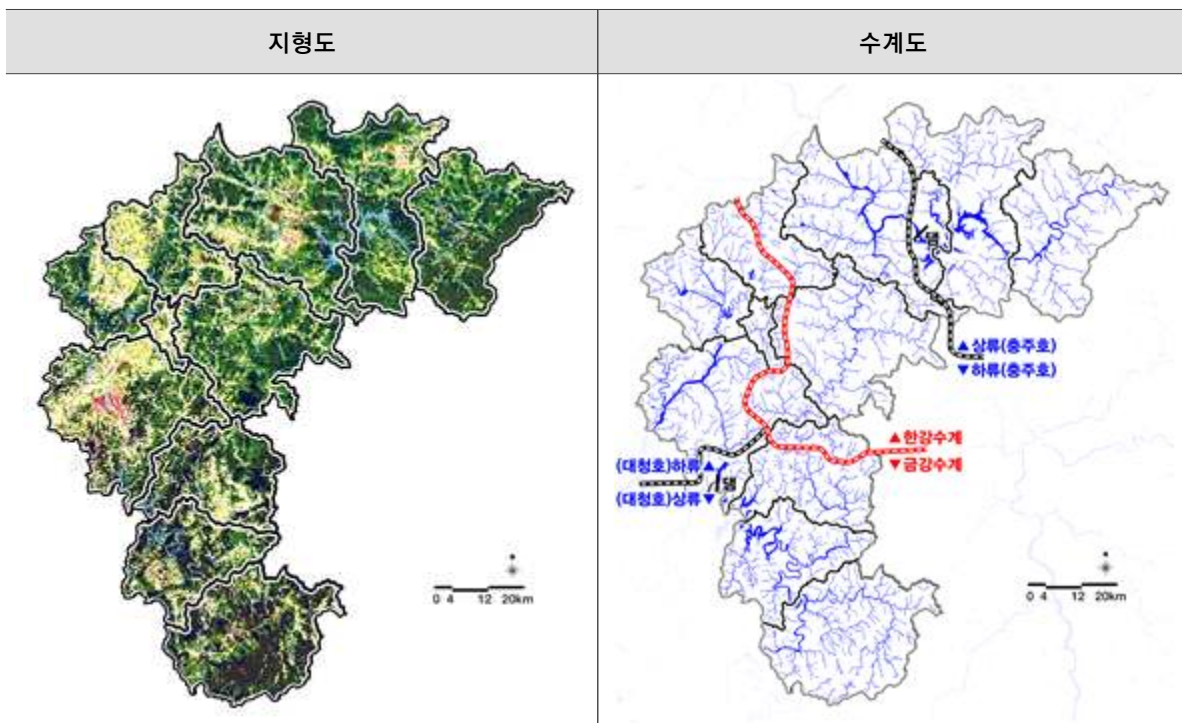 지형도
수계도
댐
▲상류(충주호)
▼하류(충주호)
▲한강수계
▼금강수계
(대청호)하류▲
댐
(대청호)상류▼
0 4 12 20km
0 4 12 20km